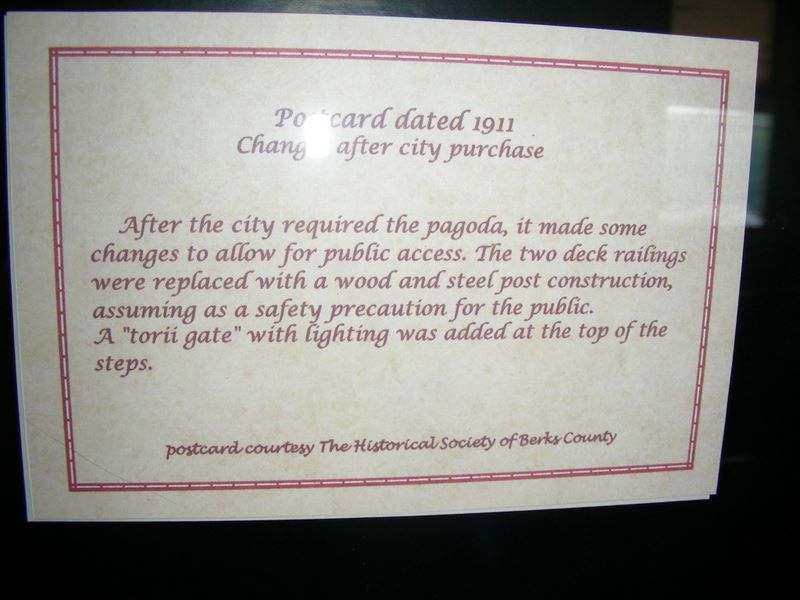 Postcard dated 1911
Changes after city purchase
After the city required the pagoda, it made some
changes to allow for public access. The two deck railings
were replaced with a wood and steel post construction,
assuming as a safety precaution for the public.
A "torii gate" with lighting was added at the top of the
steps.
postcard courtesy The Historical Society of Berks County